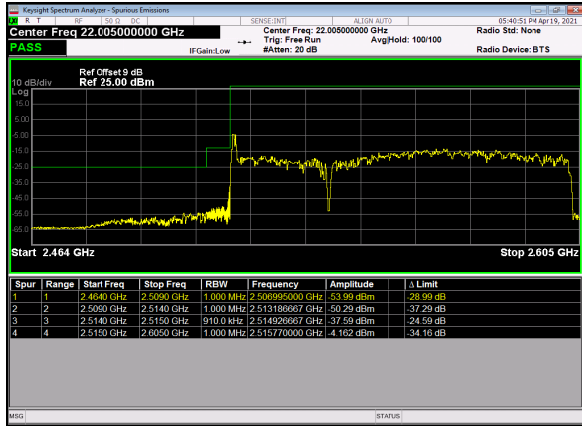 Keysight Spectrum Analyzer - Spurious Emissions
R T RF 50 Ω DC SENSE:INT ALIGN AUTO 05:40:51 PM Apr 19, 2021
Center Freq 22.005000000 GHz
Center Freq: 22.005000000 GHz
Radio Std: None
Trig: Free Run Avg|Hold: 100/100
PASS
IFGain:Low
#Atten: 20 dB
Radio Device: BTS
Ref Offset 9 dB
10 dB/div Ref 25.00 dBm
Log
15.0
5.00
-5.00
-15.0
-25.0
-35.0
-45.0
-55.0
-65.0
Start 2.464 GHz Stop 2.605 GHz
Spur Range Start Freq Stop Freq RBW Frequency Amplitude Δ Limit
1 1 2.4640 GHz 2.5090 GHz 1.000 MHz 2.506995000 GHz -53.99 dBm -28.99 dB
2 2 2.5090 GHz 2.5140 GHz 1.000 MHz 2.513186667 GHz -50.29 dBm -37.29 dB
3 3 2.5140 GHz 2.5150 GHz 910.0 kHz 2.514926667 GHz -37.59 dBm -24.59 dB
4 4 2.5150 GHz 2.6050 GHz 1.000 MHz 2.515770000 GHz -4.162 dBm -34.16 dB
MSG STATUS